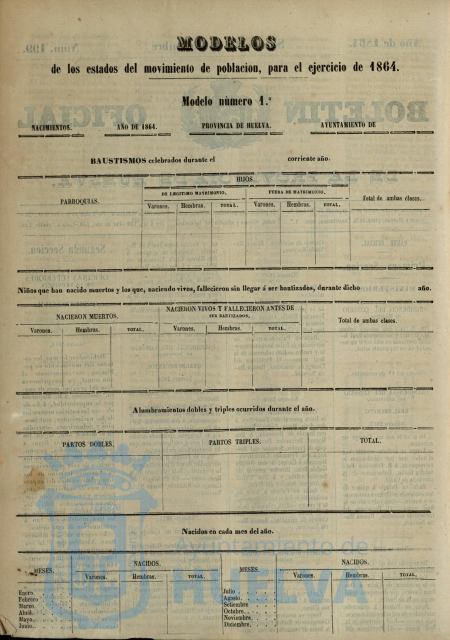 MODELOS
de los estados del movimiento de poblacion, para el ejercicio de 1864.
Modelo número 1.º
NACIMIENTOS. AÑO DE 1864. PROVINCIA DE HUELVA. AYUNTAMIENTO DE
BAUSTISMOS celebrados durante el corriente año.
HIJOS
PARROQUIAS. DE LEGITIMO MATRIMONIO. FUERA DE MATRIMONIO. Total de ambas clases.
Varones. Hembras. TOTAL. Varones. Hembras. TOTAL.
Niños que han nacido muertos y los que, naciendo vivos, fallecieron sin llegar á ser bautizados, durante dicho año.
NACIERON MUERTOS. NACIERON VIVOS Y FALLECIERON ANTES DE SER BAUTIZADOS. Total de ambas clases.
Varones. Hembras. TOTAL. Varones. Hembras. TOTAL.
Alumbramientos dobles y triples ocurridos durante el año.
PARTOS DOBLES. PARTOS TRIPLES. TOTAL.
Nacidos en cada mes del año.
MESES. NACIDOS. MESES. NACIDOS.
Varones. Hembras. TOTAL. Varones. Hembras. TOTAL.
Enero Julio
Febrero Agosto.
Marzo. Setiembre
Abril. Octubre.
Mayo. Noviembre.
Junio. Diciembre.
Ayuntamiento de
HUELVA